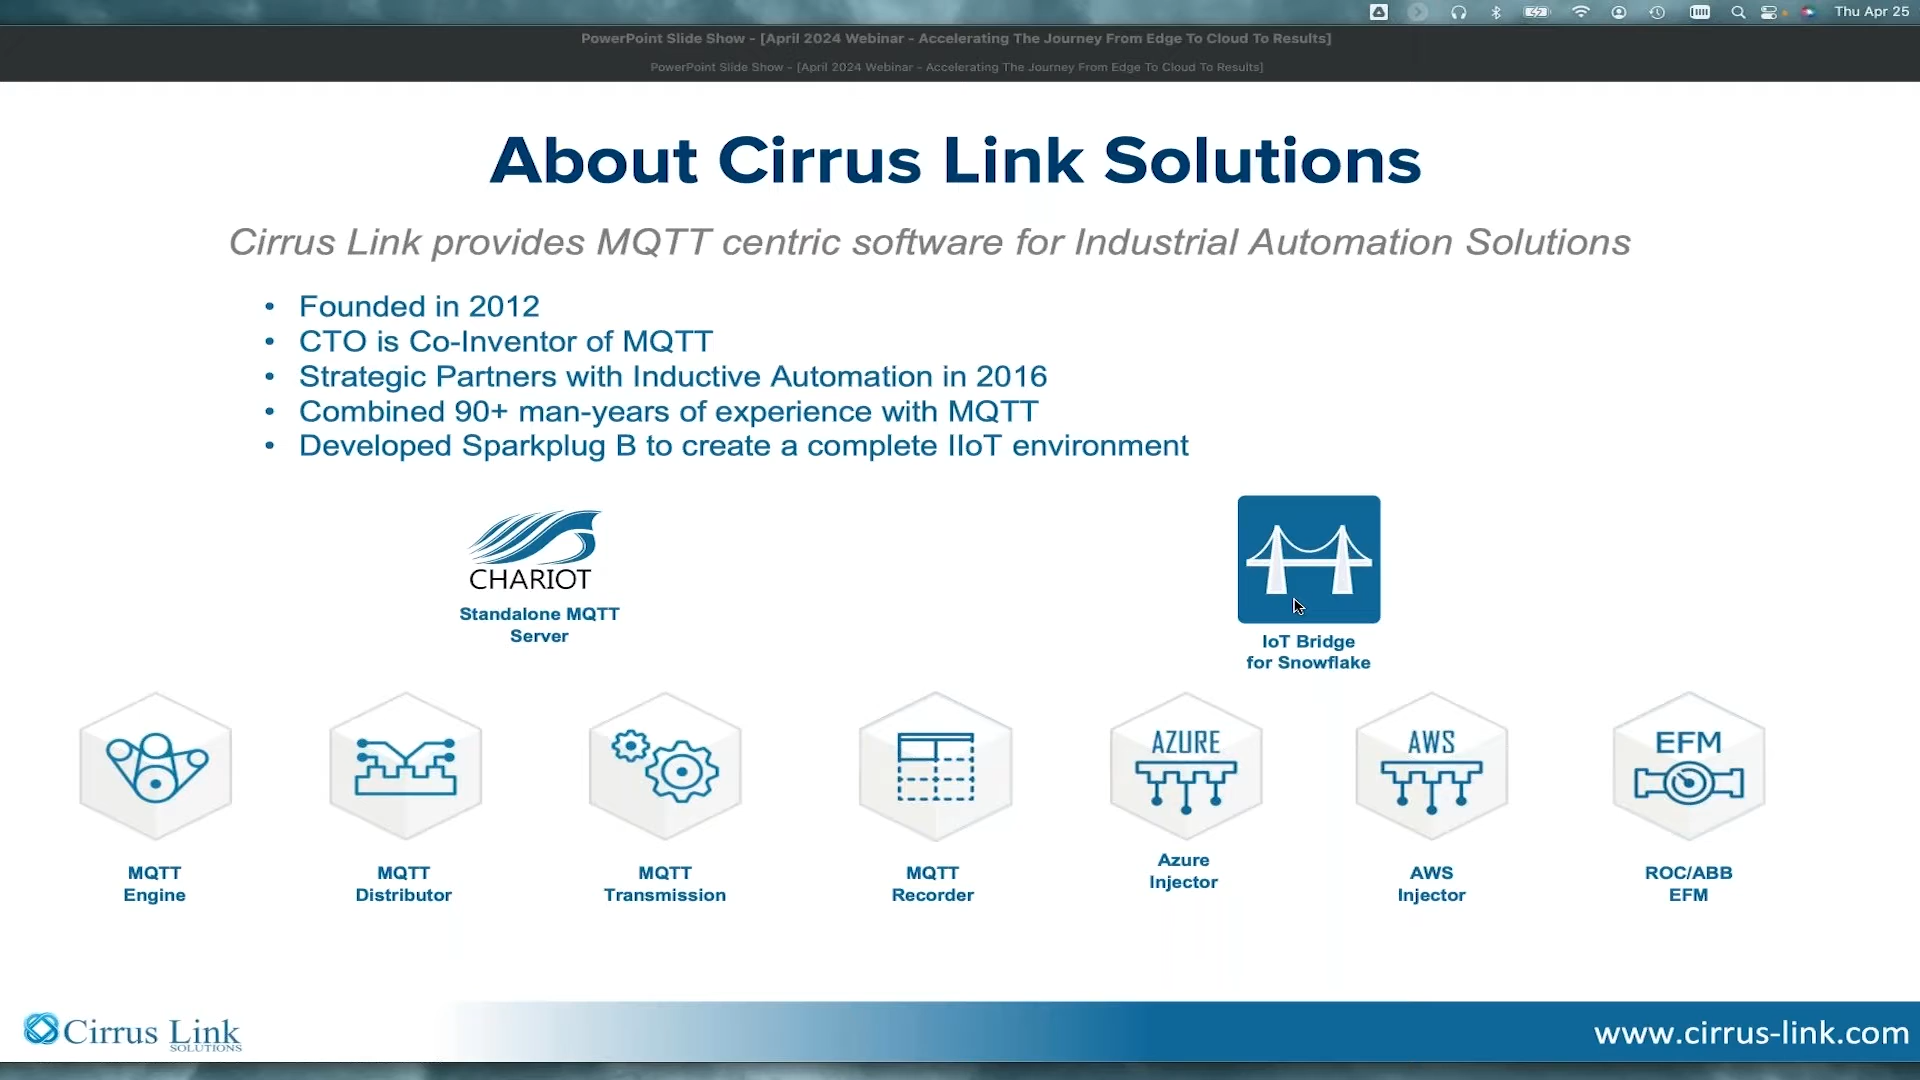 Thu Apr 25
PowerPoint Slide Show - [April 2024 Webinar - Accelerating The Journey From Edge To Cloud To Results]
PowerPoint Slide Show - [April 2024 Webinar - Accelerating The Journey From Edge To Cloud To Results]
About Cirrus Link Solutions
Cirrus Link provides MQTT centric software for Industrial Automation Solutions
• Founded in 2012
• CTO is Co-Inventor of MQTT
• Strategic Partners with Inductive Automation in 2016
• Combined 90+ man-years of experience with MQTT
• Developed Sparkplug B to create a complete IIoT environment
CHARIOT
Standalone MQTT
Server
IoT Bridge
for Snowflake
MQTT
Engine
MQTT
Distributor
MQTT
Transmission
MQTT
Recorder
AZURE
Azure
Injector
AWS
AWS
Injector
EFM
ROC/ABB
EFM
Cirrus Link
SOLUTIONS
www.cirrus-link.com